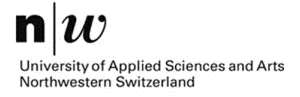 n|w
University of Applied Sciences and Arts
Northwestern Switzerland